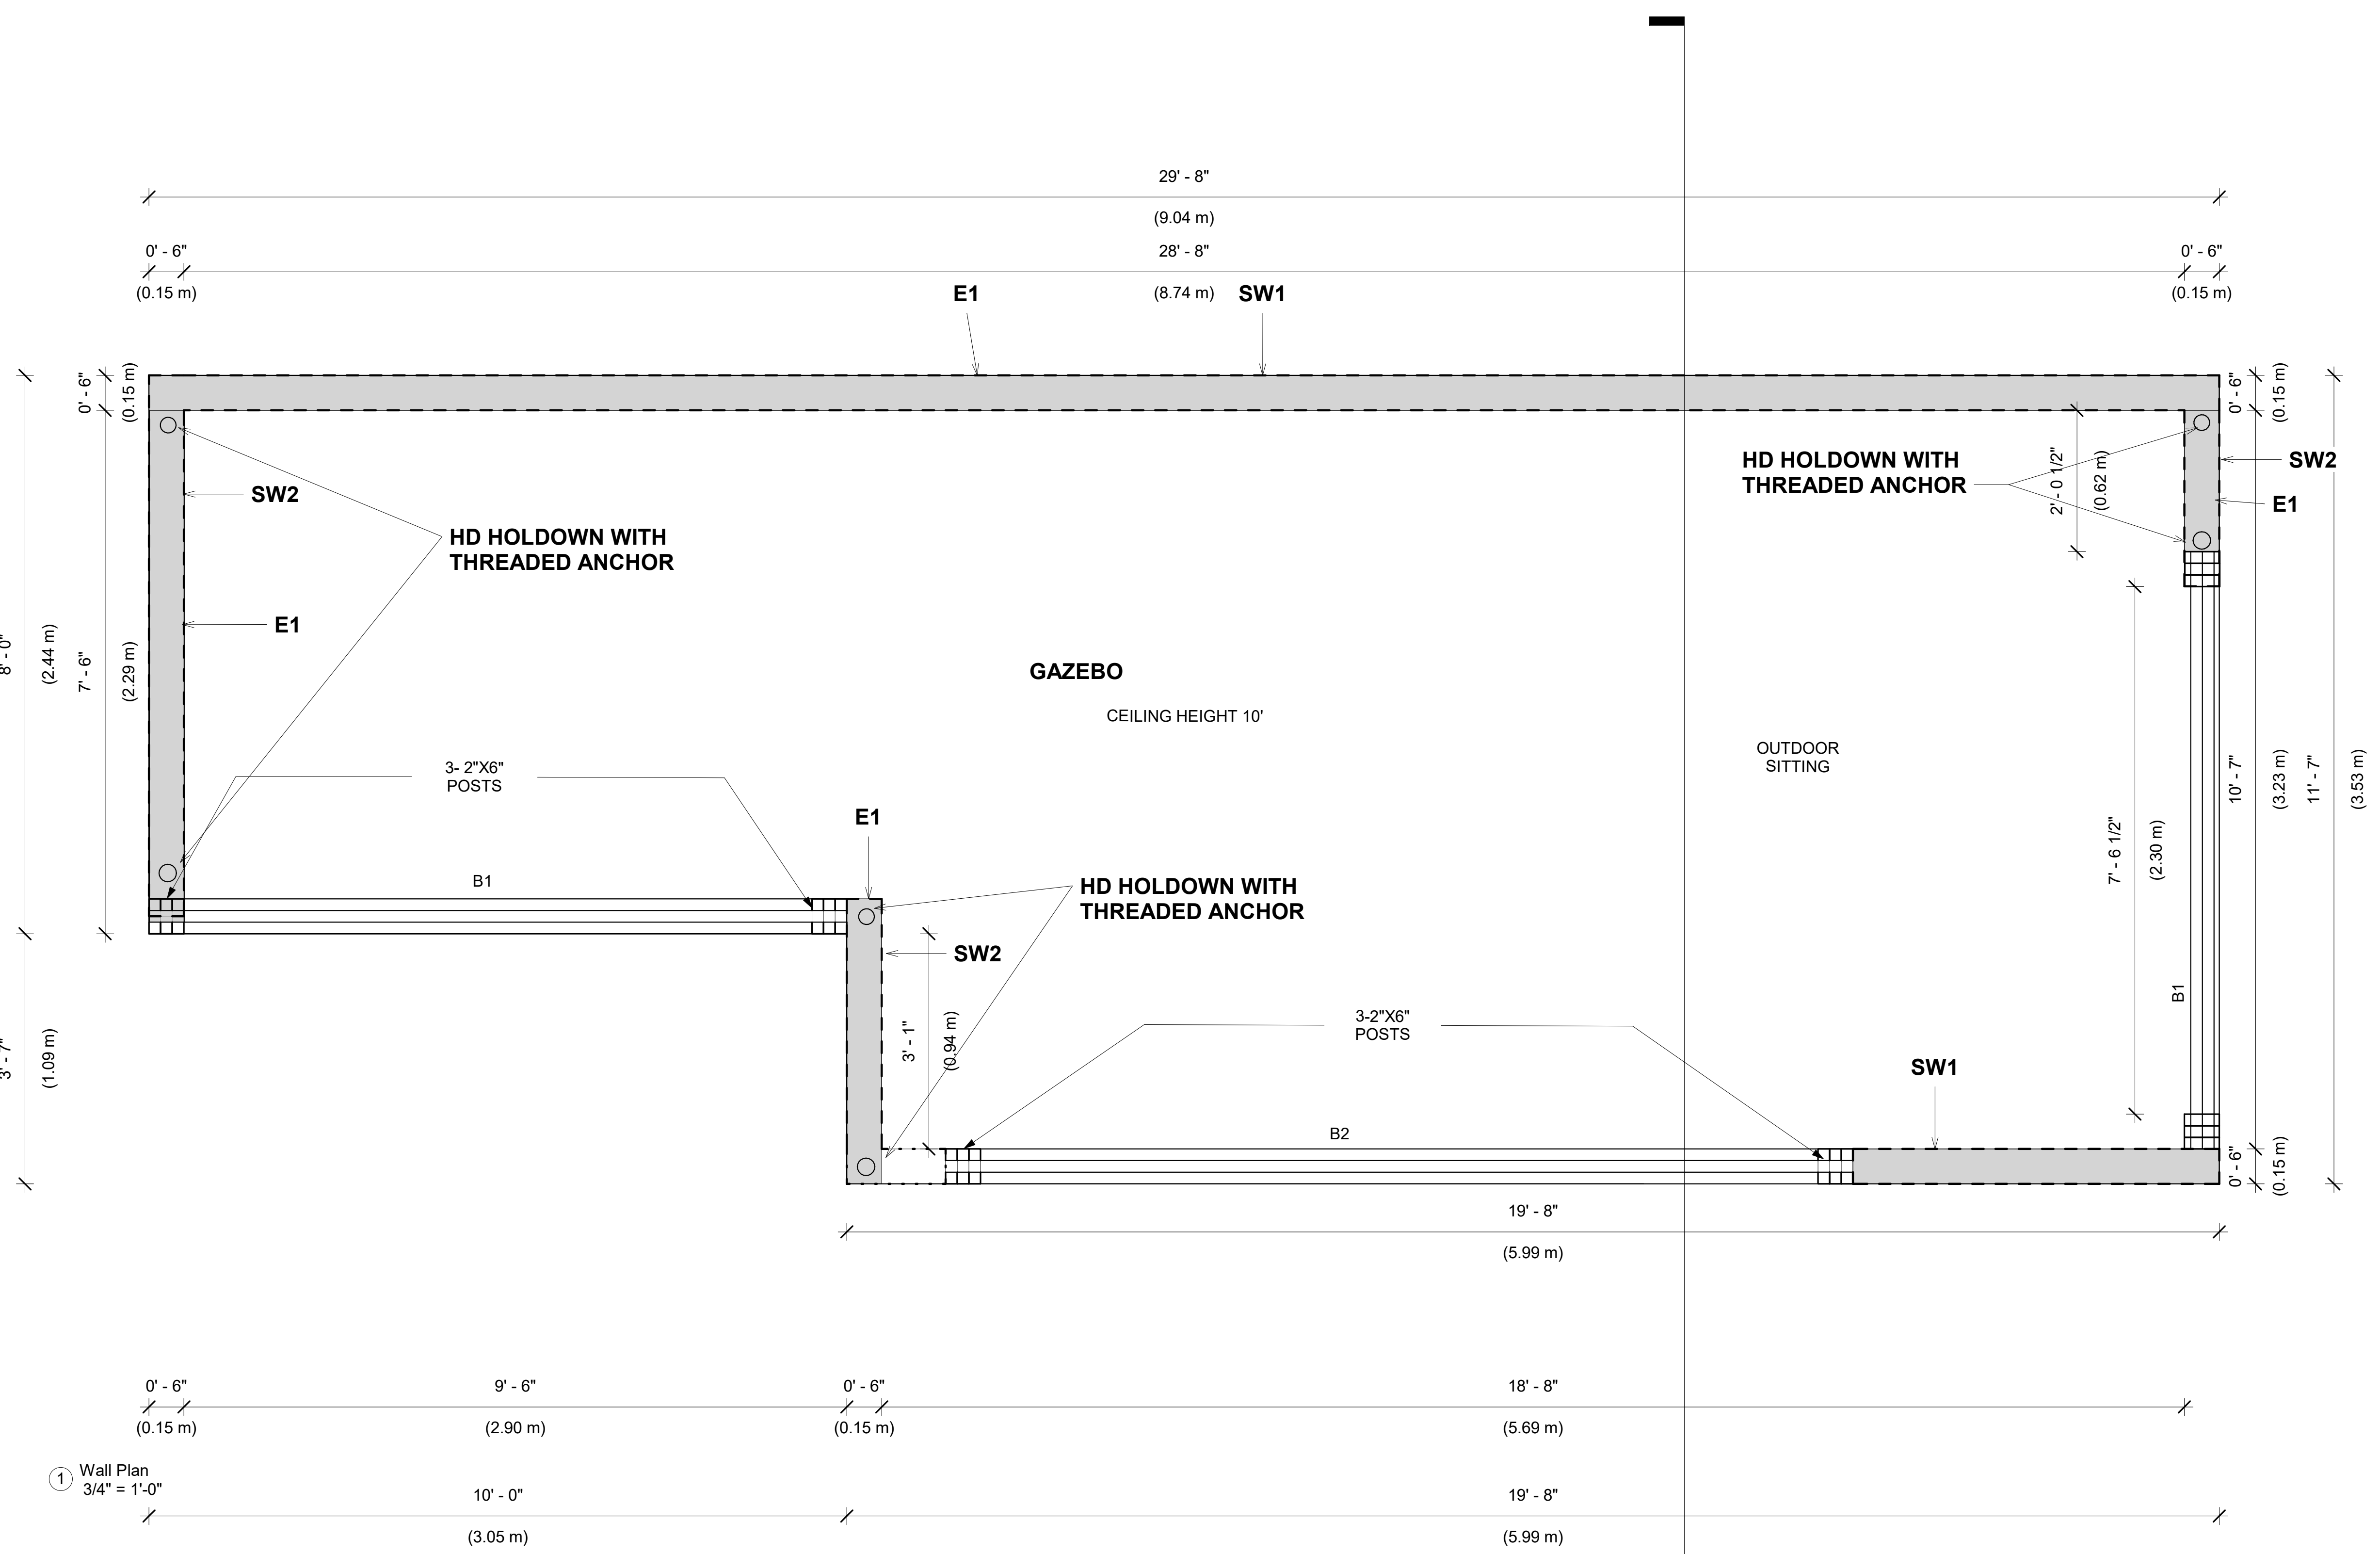 29' - 8"
(9.04 m)
0' - 6"
28' - 8"
0' - 6"
(0.15 m)
E1
(8.74 m)
SW1
(0.15 m)
0' - 6"
(0.15 m)
0' - 6"
(0.15 m)
HD HOLDOWN WITH
THREADED ANCHOR
2' - 0 1/2"
(0.62 m)
SW2
E1
SW2
HD HOLDOWN WITH
THREADED ANCHOR
E1
8' - 0"
(2.44 m)
7' - 6"
(2.29 m)
GAZEBO
CEILING HEIGHT 10'
OUTDOOR
SITTING
3- 2"X6"
POSTS
10' - 7"
(3.23 m)
11' - 7"
(3.53 m)
E1
7' - 6 1/2"
(2.30 m)
B1
HD HOLDOWN WITH
THREADED ANCHOR
SW2
B1
3'- 7"
(1.09 m)
3' - 1"
(0.94 m)
3-2"X6"
POSTS
SW1
B2
0' - 6"
(0.15 m)
19' - 8"
(5.99 m)
0' - 6"
9' - 6"
0' - 6"
18' - 8"
(0.15 m)
(2.90 m)
(0.15 m)
(5.69 m)
1
Wall Plan
3/4" = 1'-0"
10' - 0"
19' - 8"
(3.05 m)
(5.99 m)